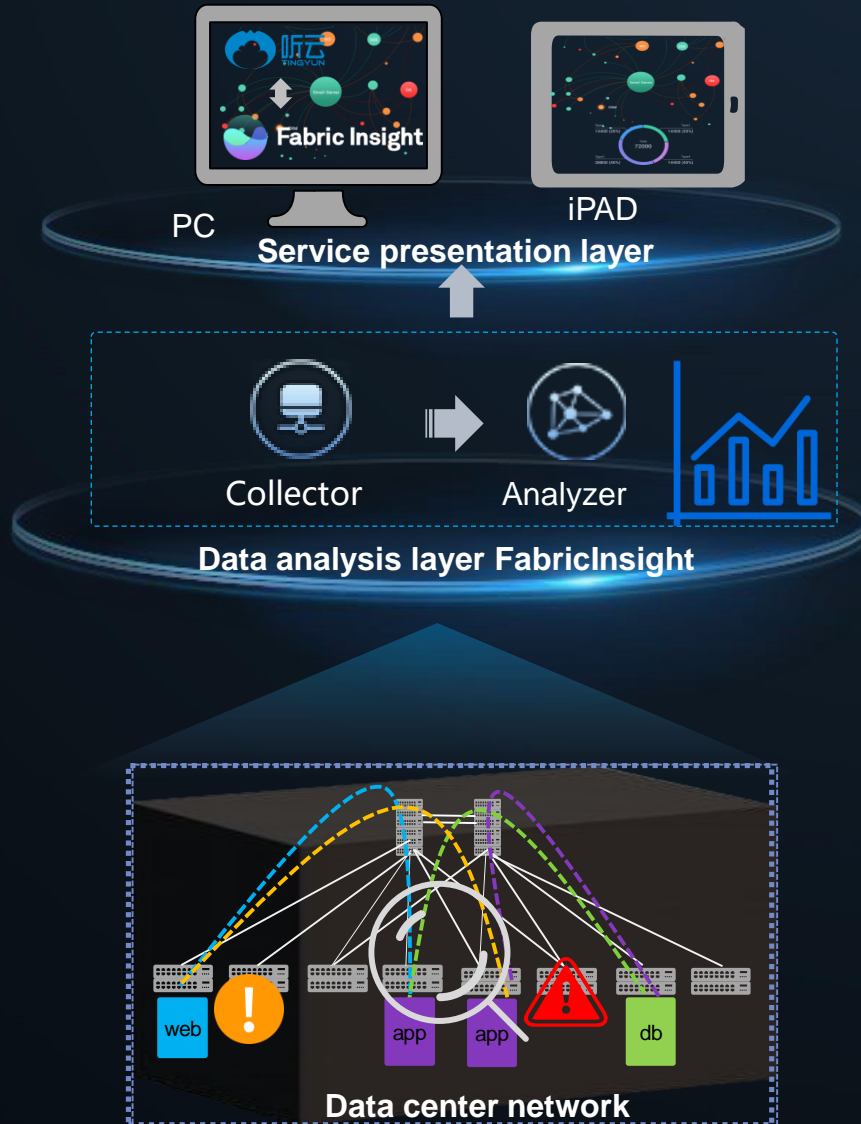 听云
TINGYUN
Fabric Insight
72000
PC
iPAD
Service presentation layer
Collector
Analyzer
Data analysis layer FabricInsight
web
!
app
app
!
db
Data center network